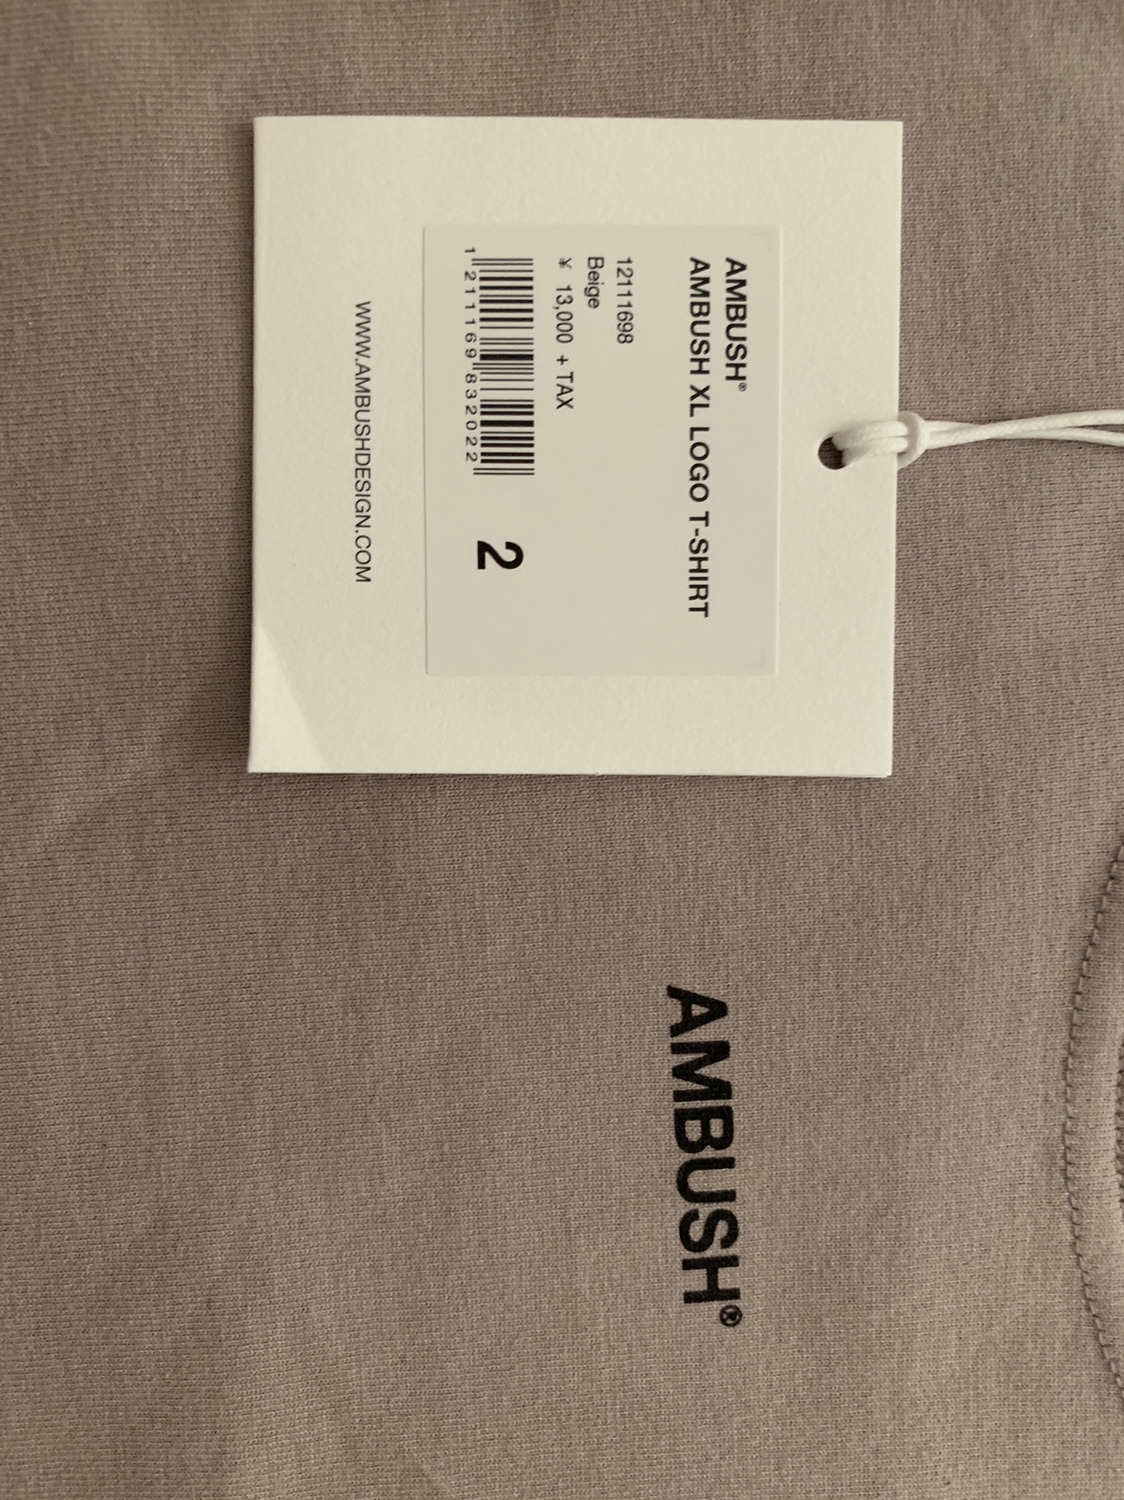 AMBUSH®
AMBUSH XL LOGO T-SHIRT
12111698
Beige
¥ 13,000 + TAX
1 211169 832022
2
WWW.AMBUSHDESIGN.COM
AMBUSH®